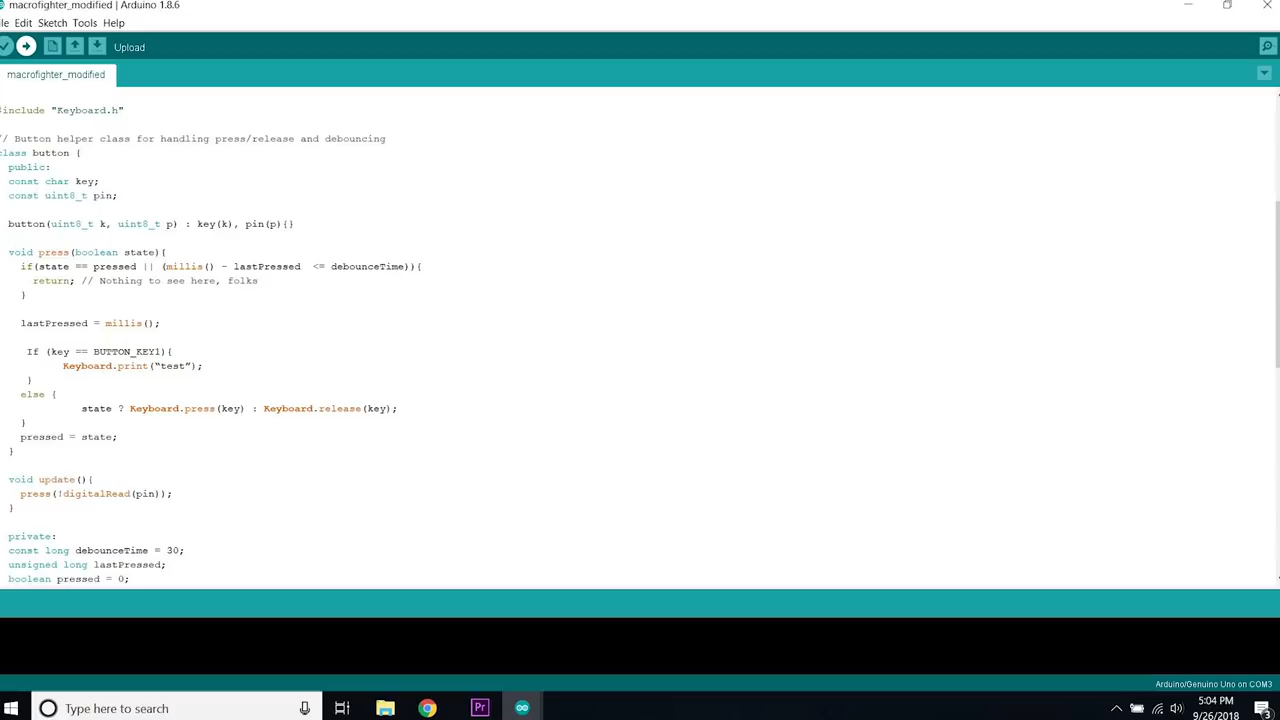 macrofighter_modified | Arduino 1.8.6
le Edit Sketch Tools Help
Upload
macrofighter_modified
#include "Keyboard.h"
// Button helper class for handling press/release and debouncing
class button {
public:
const char key;
const uint8_t pin;
button(uint8_t k, uint8_t p) : key(k), pin(p){}
void press(boolean state){
if(state == pressed || (millis() - lastPressed <= debounceTime)){
return; // Nothing to see here, folks
}
lastPressed = millis();
If (key == BUTTON_KEY1){
Keyboard.print(“test”);
}
else {
state ? Keyboard.press(key) : Keyboard.release(key);
}
pressed = state;
}
void update(){
press(!digitalRead(pin));
}
private:
const long debounceTime = 30;
unsigned long lastPressed;
boolean pressed = 0;
Arduino/Genuino Uno on COM3
Type here to search
Pr
5:04 PM
9/26/2018
3